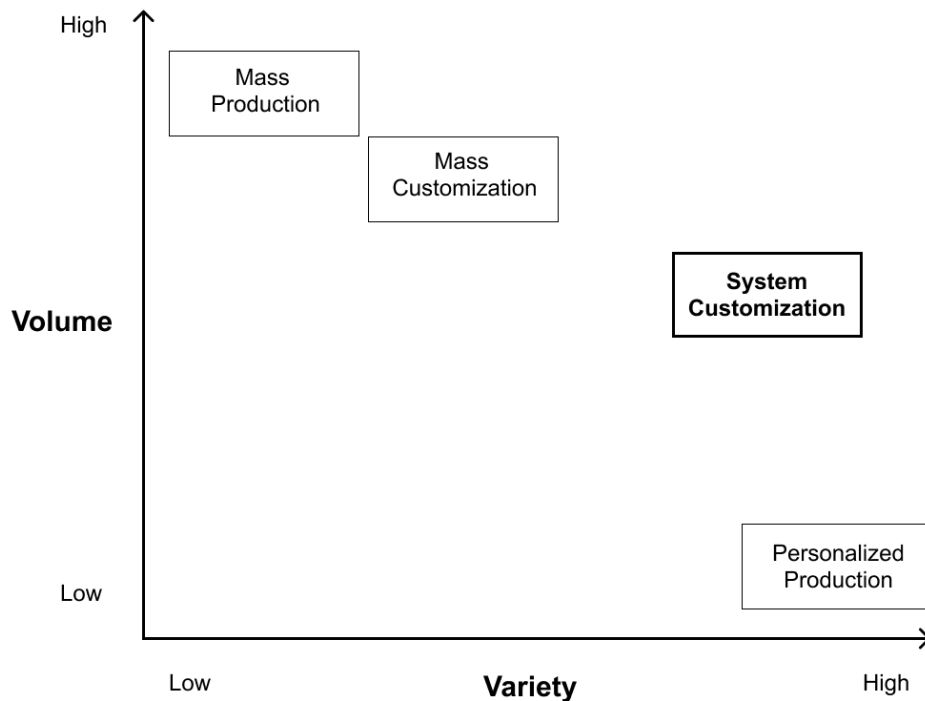 High
Mass
Production
Mass
Customization
System
Customization
Volume
Personalized
Production
Low
Low
Variety
High